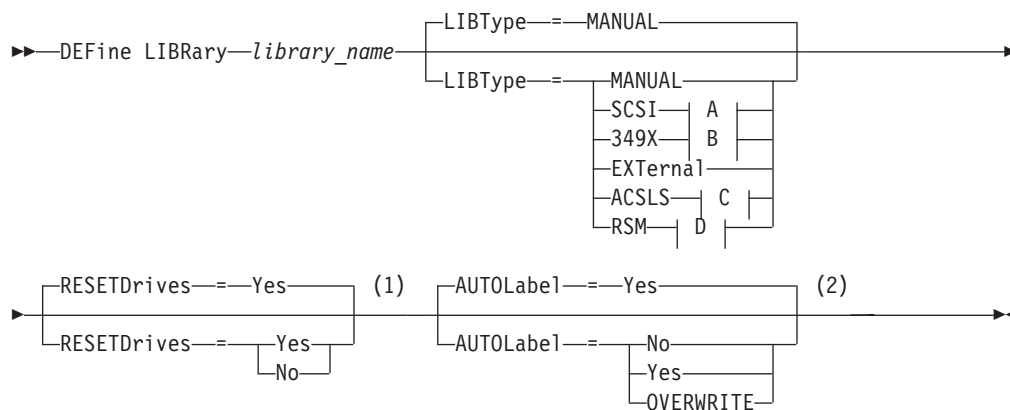 LIBType = MANUAL
DEFine LIBRary library_name
LIBType = MANUAL
SCSI A
349X B
EXTernal
ACSLS C
RSM D
RESETDrives = Yes (1) AUTOLabel = Yes (2)
RESETDrives = Yes AUTOLabel = No
No Yes
OVERWRITE